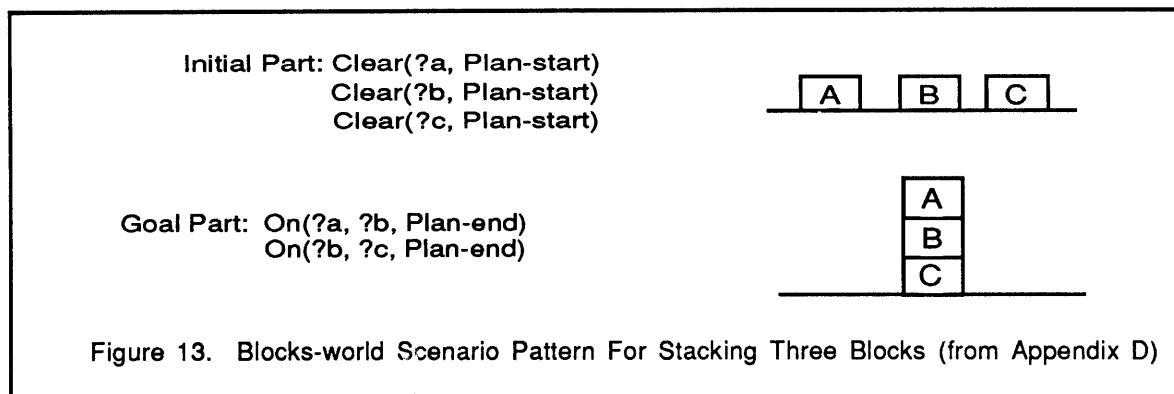 Initial Part: Clear(?a, Plan-start)
Clear(?b, Plan-start)
Clear(?c, Plan-start)
A B C
Goal Part: On(?a, ?b, Plan-end)
On(?b, ?c, Plan-end)
A
B
C
Figure 13. Blocks-world Scenario Pattern For Stacking Three Blocks (from Appendix D)